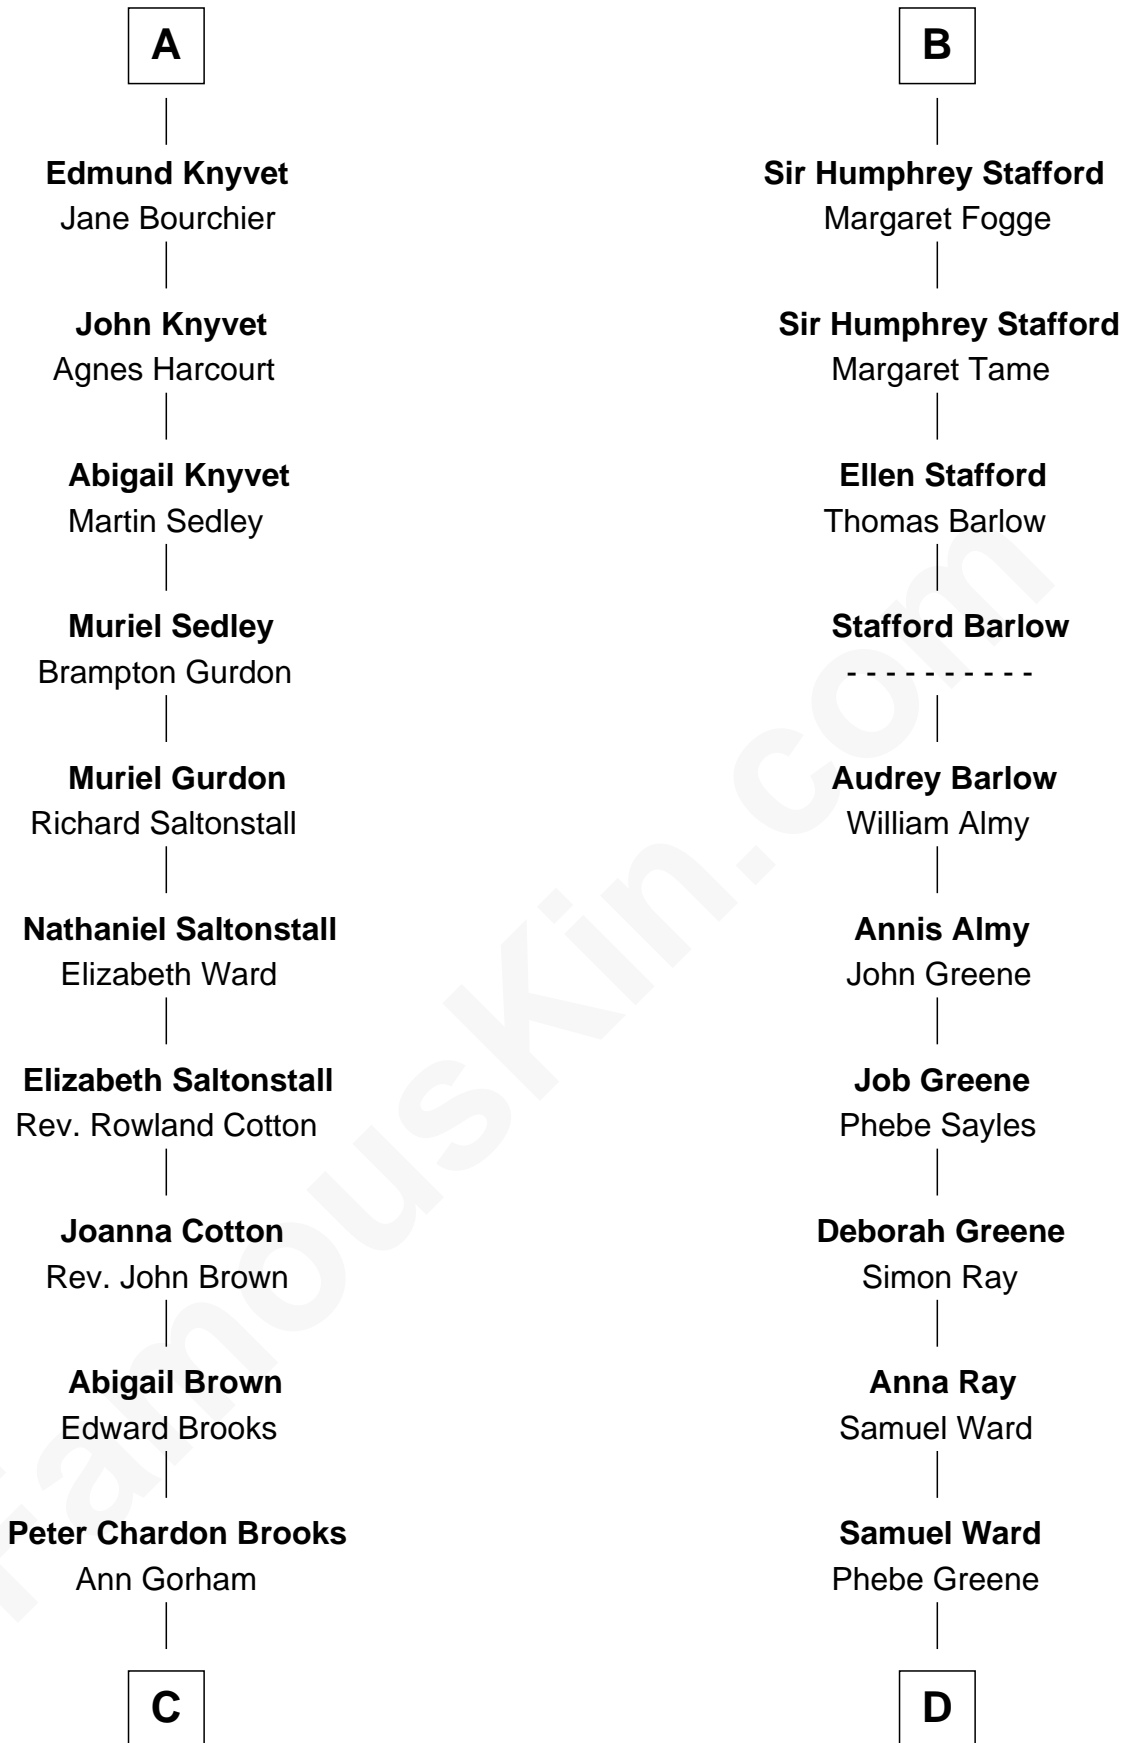 A
Edmund Knyvet
Jane Bourchier
John Knyvet
Agnes Harcourt
Abigail Knyvet
Martin Sedley
Muriel Sedley
Brampton Gurdon
Muriel Gurdon
Richard Saltonstall
Nathaniel Saltonstall
Elizabeth Ward
Elizabeth Saltonstall
Rev. Rowland Cotton
Joanna Cotton
Rev. John Brown
Abigail Brown
Edward Brooks
Peter Chardon Brooks
Ann Gorham
C
B
Sir Humphrey Stafford
Margaret Fogge
Sir Humphrey Stafford
Margaret Tame
Ellen Stafford
Thomas Barlow
Stafford Barlow
- - - - - - - - - -
Audrey Barlow
William Almy
Annis Almy
John Greene
Job Greene
Phebe Sayles
Deborah Greene
Simon Ray
Anna Ray
Samuel Ward
Samuel Ward
Phebe Greene
D
FamousKin.com